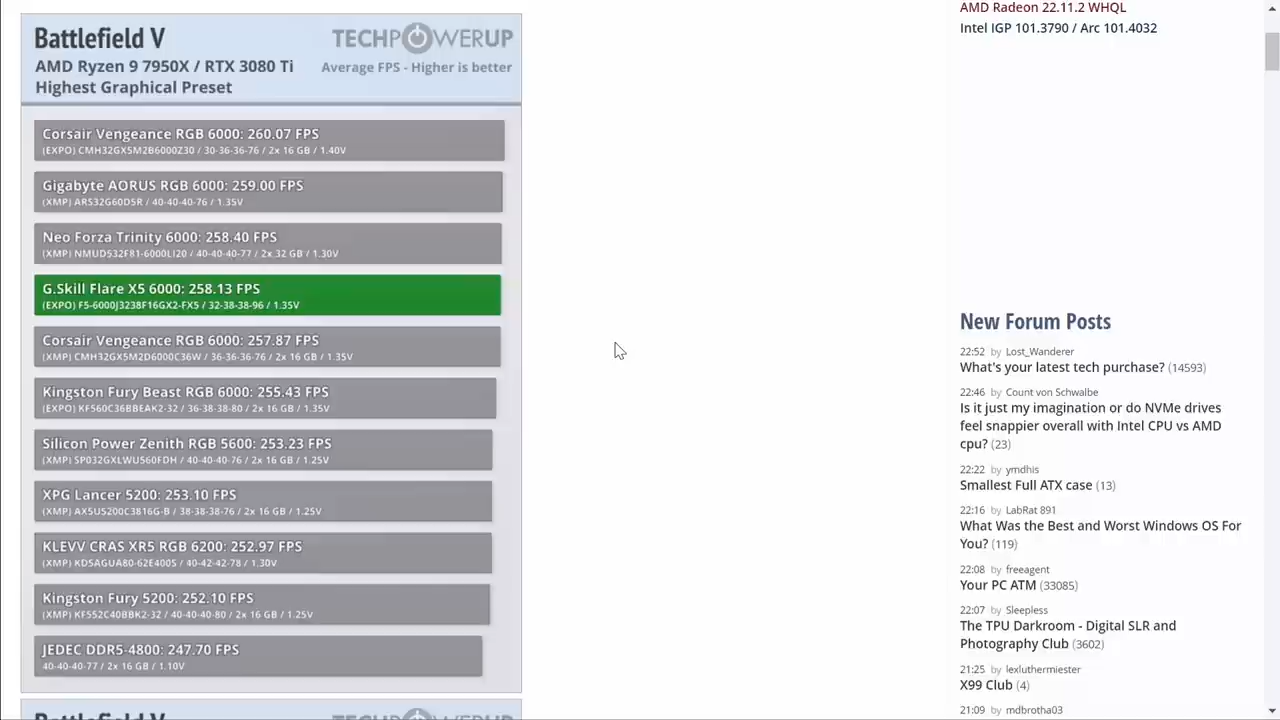 Battlefield V
TECHPOWERUP
AMD Ryzen 9 7950X / RTX 3080 Ti
Average FPS - Higher is better
Highest Graphical Preset
Corsair Vengeance RGB 6000: 260.07 FPS
(EXPO) CMH32GX5M2B6000Z30 / 30-36-36-76 / 2x 16 GB / 1.40V
Gigabyte AORUS RGB 6000: 259.00 FPS
(XMP) ARS32G60D5R / 40-40-40-76 / 1.35V
Neo Forza Trinity 6000: 258.40 FPS
(XMP) NMUD532F81-6000LI20 / 40-40-40-77 / 2x 32 GB / 1.30V
G.Skill Flare X5 6000: 258.13 FPS
(EXPO) F5-6000J3238F16GX2-FX5 / 32-38-38-96 / 1.35V
Corsair Vengeance RGB 6000: 257.87 FPS
(XMP) CMH32GX5M2D6000C36W / 36-36-36-76 / 2x 16 GB / 1.35V
Kingston Fury Beast RGB 6000: 255.43 FPS
(EXPO) KF560C36BBEAK2-32 / 36-38-38-80 / 2x 16 GB / 1.35V
Silicon Power Zenith RGB 5600: 253.23 FPS
(XMP) SP032GXLWU560FDH / 40-40-40-76 / 2x 16 GB / 1.25V
XPG Lancer 5200: 253.10 FPS
(XMP) AX5U5200C3816G-B / 38-38-38-76 / 2x 16 GB / 1.25V
KLEVV CRAS XR5 RGB 6200: 252.97 FPS
(XMP) KD5AGUA80-62E400S / 40-42-42-78 / 1.30V
Kingston Fury 5200: 252.10 FPS
(XMP) KF552C40BBK2-32 / 40-40-40-80 / 2x 16 GB / 1.25V
JEDEC DDR5-4800: 247.70 FPS
40-40-40-77 / 2x 16 GB / 1.10V
Battlefield V
TECHPOWERUP
AMD Radeon 22.11.2 WHQL
Intel IGP 101.3790 / Arc 101.4032
New Forum Posts
22:52 by Lost_Wanderer
What's your latest tech purchase? (14593)
22:46 by Count von Schwalbe
Is it just my imagination or do NVMe drives
feel snappier overall with Intel CPU vs AMD
cpu? (23)
22:22 by ymdhis
Smallest Full ATX case (13)
22:16 by LabRat 891
What Was the Best and Worst Windows OS For
You? (119)
22:08 by freeagent
Your PC ATM (33085)
22:07 by Sleepless
The TPU Darkroom - Digital SLR and
Photography Club (3602)
21:25 by lexluthermiester
X99 Club (4)
21:09 by mdbrotha03